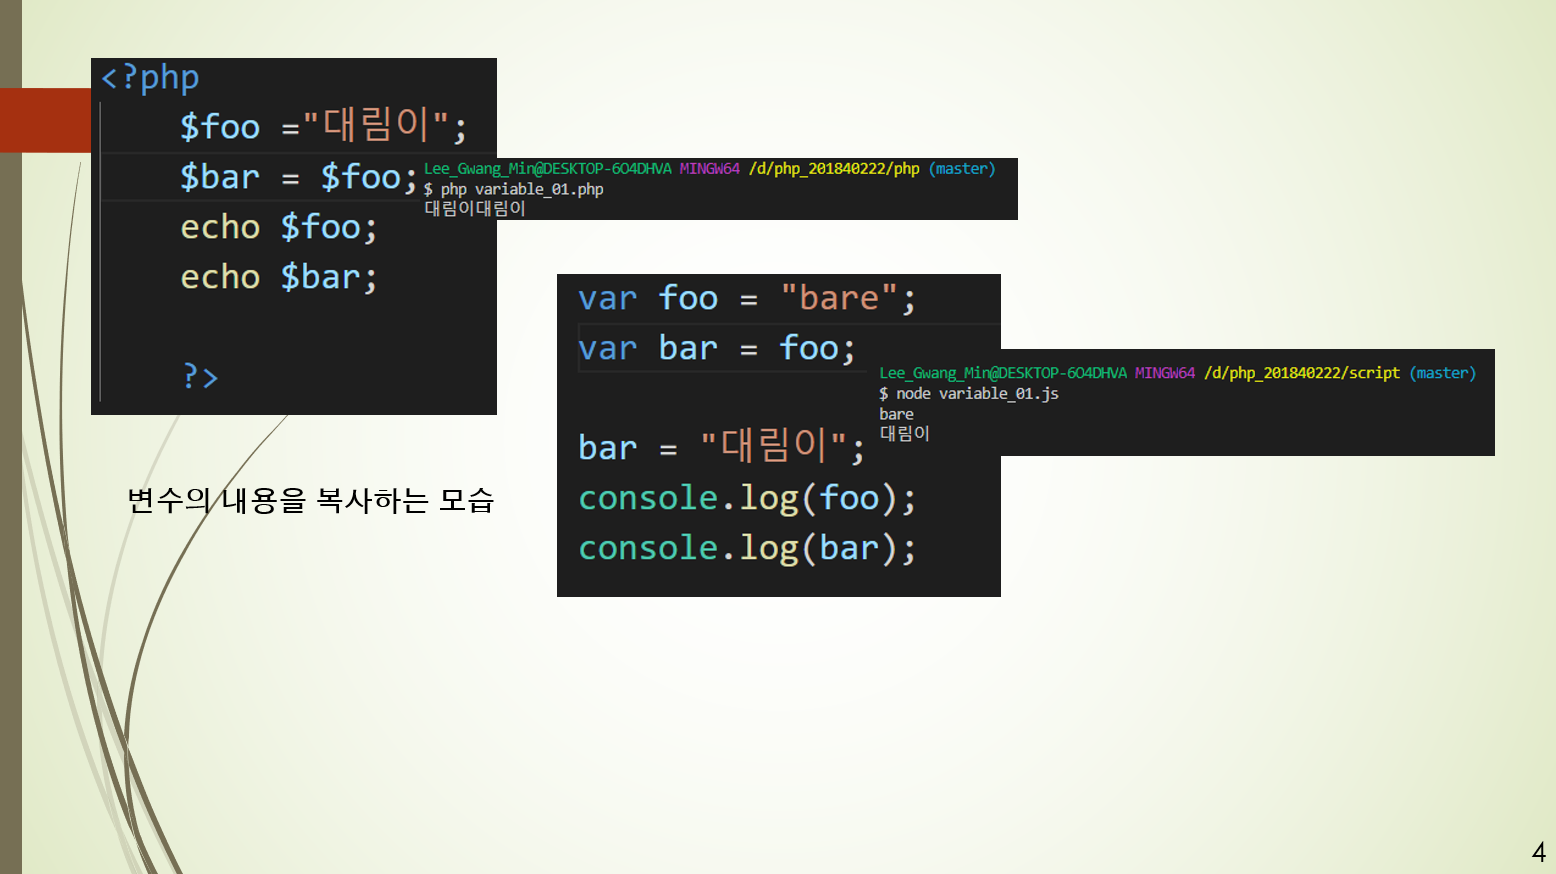 <?php
$foo ="대림이";
$bar = $foo;
echo $foo;
echo $bar;
?>
Lee_Gwang_Min@DESKTOP-6O4DHVA MINGW64 /d/php_201840222/php (master)
$ php variable_01.php
대림이대림이
var foo = "bare";
var bar = foo;
bar = "대림이";
console.log(foo);
console.log(bar);
Lee_Gwang_Min@DESKTOP-6O4DHVA MINGW64 /d/php_201840222/script (master)
$ node variable_01.js
bare
대림이
변수의 내용을 복사하는 모습
4